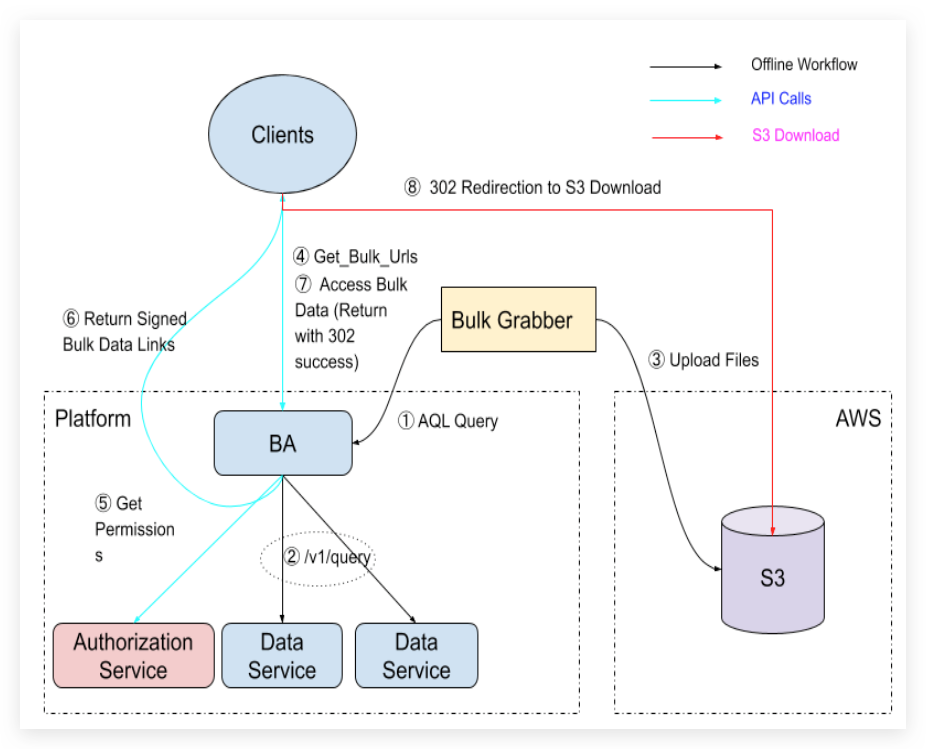 Offline Workflow
API Calls
S3 Download
Clients
⑧ 302 Redirection to S3 Download
④ Get_Bulk_Urls
⑦ Access Bulk
Data (Return
with 302
success)
Bulk Grabber
⑥ Return Signed
Bulk Data Links
③ Upload Files
Platform
AWS
BA
① AQL Query
⑤ Get
Permission
s
② /v1/query
S3
Authorization
Service
Data
Service
Data
Service